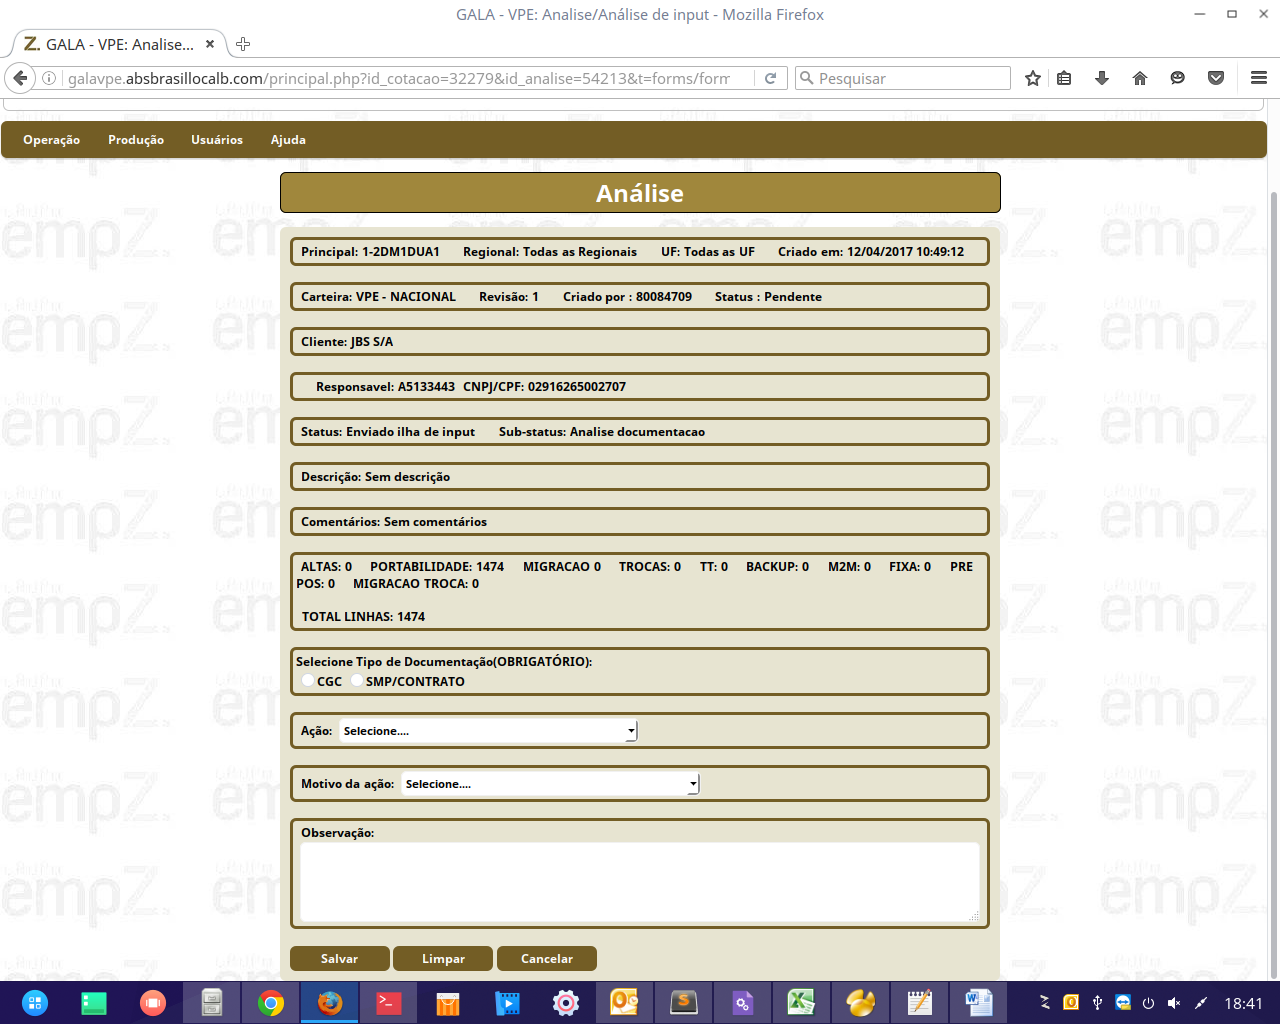 GALA - VPE: Analise/Análise de input - Mozilla Firefox
Z. GALA - VPE: Analise...
galavpe.absbrasillocalb.com/principal.php?id_cotacao=32279&id_analise=54213&t=forms/form
Pesquisar
Operação Produção Usuários Ajuda
Análise
Principal: 1-2DM1DUA1 Regional: Todas as Regionais UF: Todas as UF Criado em: 12/04/2017 10:49:12
Carteira: VPE - NACIONAL Revisão: 1 Criado por : 80084709 Status : Pendente
Cliente: JBS S/A
Responsavel: A5133443 CNPJ/CPF: 02916265002707
Status: Enviado ilha de input Sub-status: Analise documentacao
Descrição: Sem descrição
Comentários: Sem comentários
ALTAS: 0 PORTABILIDADE: 1474 MIGRACAO 0 TROCAS: 0 TT: 0 BACKUP: 0 M2M: 0 FIXA: 0 PRE
POS: 0 MIGRACAO TROCA: 0
TOTAL LINHAS: 1474
Selecione Tipo de Documentação(OBRIGATÓRIO):
CGC SMP/CONTRATO
Ação: Selecione....
Motivo da ação: Selecione....
Observação:
Salvar Limpar Cancelar
18:41